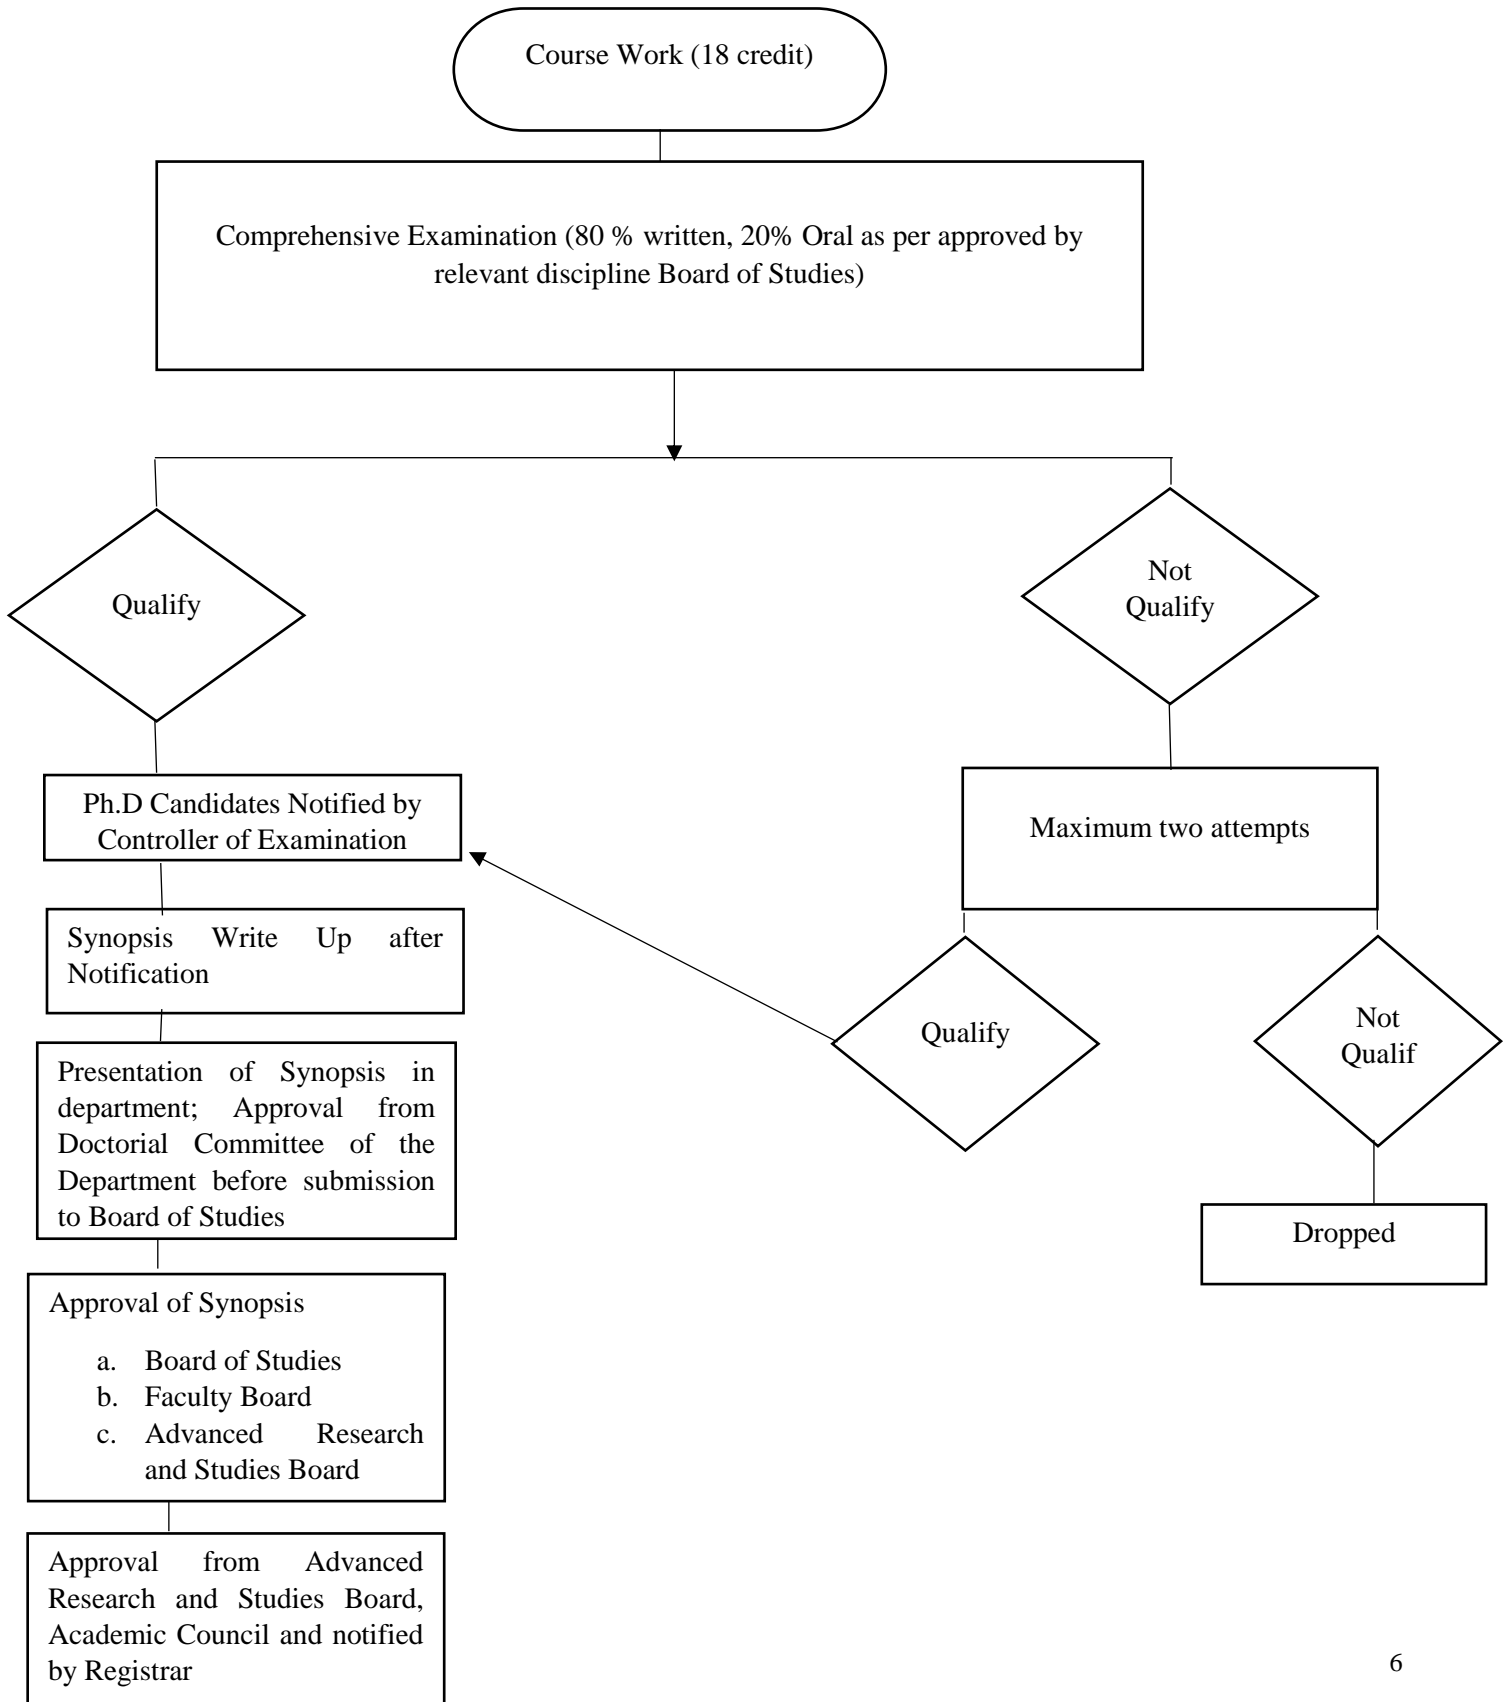 Course Work (18 credit)
Comprehensive Examination (80 % written, 20% Oral as per approved by
relevant discipline Board of Studies)
Qualify
Not
Qualify
Ph.D Candidates Notified by
Controller of Examination
Maximum two attempts
Synopsis Write Up after
Notification
Qualify
Not
Qualif
Presentation of Synopsis in
department; Approval from
Doctorial Committee of the
Department before submission
to Board of Studies
Dropped
Approval of Synopsis
a. Board of Studies
b. Faculty Board
c. Advanced Research
and Studies Board
Approval from Advanced
Research and Studies Board,
Academic Council and notified
by Registrar
6